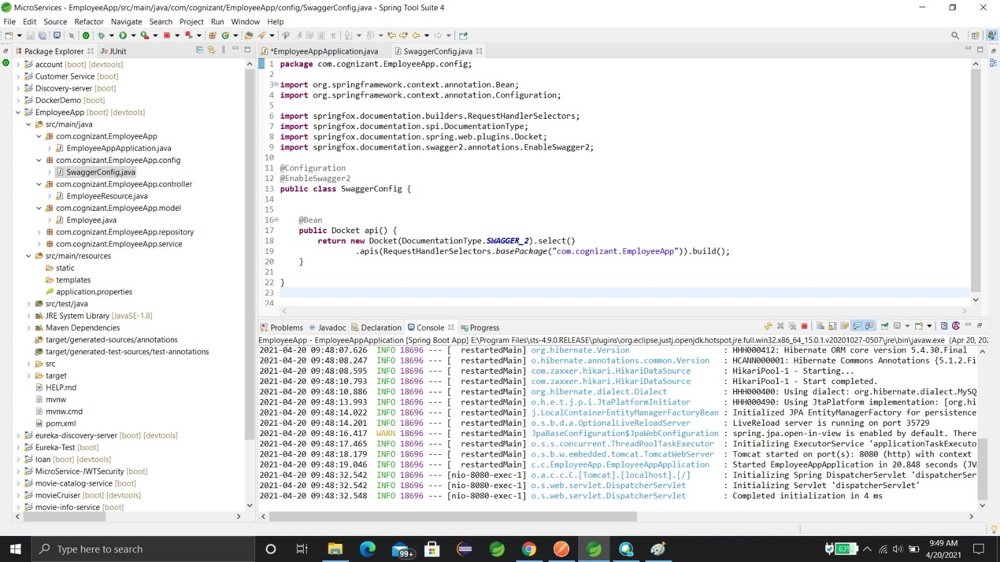 MicroServices - EmployeeApp/src/main/java/com/cognizant/EmployeeApp/config/SwaggerConfig.java - Spring Tool Suite 4
File Edit Source Refactor Navigate Search Project Run Window Help
Package Explorer JUnit
account [boot] [devtools]
Customer Service [boot]
Discovery-server [boot]
DockerDemo [boot]
EmployeeApp [boot] [devtools]
src/main/java
com.cognizant.EmployeeApp
EmployeeAppApplication.java
com.cognizant.EmployeeApp.config
SwaggerConfig.java
com.cognizant.EmployeeApp.controller
EmployeeResource.java
com.cognizant.EmployeeApp.model
Employee.java
com.cognizant.EmployeeApp.repository
com.cognizant.EmployeeApp.service
src/main/resources
static
templates
application.properties
src/test/java
JRE System Library [JavaSE-1.8]
Maven Dependencies
target/generated-sources/annotations
target/generated-test-sources/test-annotations
src
target
HELP.md
mvnw
mvnw.cmd
pom.xml
eureka-discovery-server [boot] [devtools]
Eureka-Test [boot]
loan [boot] [devtools]
MicroService-JWTSecurity [boot]
movie-catalog-service [boot]
movieCruiser [boot] [devtools]
movie-info-service [boot]
*EmployeeAppApplication.java SwaggerConfig.java
1 package com.cognizant.EmployeeApp.config;
2
3 import org.springframework.context.annotation.Bean;
4 import org.springframework.context.annotation.Configuration;
5
6 import springfox.documentation.builders.RequestHandlerSelectors;
7 import springfox.documentation.spi.DocumentationType;
8 import springfox.documentation.spring.web.plugins.Docket;
9 import springfox.documentation.swagger2.annotations.EnableSwagger2;
10
11 @Configuration
12 @EnableSwagger2
13 public class SwaggerConfig {
14
15
16 @Bean
17 public Docket api() {
18 return new Docket(DocumentationType.SWAGGER_2).select()
19 .apis(RequestHandlerSelectors.basePackage("com.cognizant.EmployeeApp")).build();
20 }
21
22 }
23
24
Problems Javadoc Declaration Console Progress
EmployeeApp - EmployeeAppApplication [Spring Boot App] E:\Program Files\sts-4.9.0.RELEASE\plugins\org.eclipse.justj.openjdk.hotspot.jre.full.win32.x86_64_15.0.1.v20201027-0507\jre\bin\javaw.exe (Apr 20, 202
2021-04-20 09:48:07.626 INFO 18696 --- [ restartedMain] org.hibernate.Version : HHH000412: Hibernate ORM core version 5.4.30.Final
2021-04-20 09:48:08.247 INFO 18696 --- [ restartedMain] o.hibernate.annotations.common.Version : HCANN000001: Hibernate Commons Annotations {5.1.2.Fi
2021-04-20 09:48:08.595 INFO 18696 --- [ restartedMain] com.zaxxer.hikari.HikariDataSource : HikariPool-1 - Starting...
2021-04-20 09:48:10.793 INFO 18696 --- [ restartedMain] com.zaxxer.hikari.HikariDataSource : HikariPool-1 - Start completed.
2021-04-20 09:48:10.886 INFO 18696 --- [ restartedMain] org.hibernate.dialect.Dialect : HHH000400: Using dialect: org.hibernate.dialect.MySQ
2021-04-20 09:48:13.993 INFO 18696 --- [ restartedMain] o.h.e.t.j.p.i.JtaPlatformInitiator : HHH000490: Using JtaPlatform implementation: [org.hi
2021-04-20 09:48:14.022 INFO 18696 --- [ restartedMain] j.LocalContainerEntityManagerFactoryBean : Initialized JPA EntityManagerFactory for persistence
2021-04-20 09:48:14.201 INFO 18696 --- [ restartedMain] o.s.b.d.a.OptionalLiveReloadServer : LiveReload server is running on port 35729
2021-04-20 09:48:16.417 WARN 18696 --- [ restartedMain] JpaBaseConfiguration$JpaWebConfiguration : spring.jpa.open-in-view is enabled by default. There
2021-04-20 09:48:17.465 INFO 18696 --- [ restartedMain] o.s.s.concurrent.ThreadPoolTaskExecutor : Initializing ExecutorService 'applicationTaskExecuto
2021-04-20 09:48:18.179 INFO 18696 --- [ restartedMain] o.s.b.w.embedded.tomcat.TomcatWebServer : Tomcat started on port(s): 8080 (http) with context
2021-04-20 09:48:19.046 INFO 18696 --- [ restartedMain] c.c.EmployeeApp.EmployeeAppApplication : Started EmployeeAppApplication in 20.848 seconds (JV
2021-04-20 09:48:32.542 INFO 18696 --- [nio-8080-exec-1] o.a.c.c.C.[Tomcat].[localhost].[/] : Initializing Spring DispatcherServlet 'dispatcherSer
2021-04-20 09:48:32.542 INFO 18696 --- [nio-8080-exec-1] o.s.web.servlet.DispatcherServlet : Initializing Servlet 'dispatcherServlet'
2021-04-20 09:48:32.548 INFO 18696 --- [nio-8080-exec-1] o.s.web.servlet.DispatcherServlet : Completed initialization in 4 ms
Type here to search
99+
63%
9:49 AM
4/20/2021